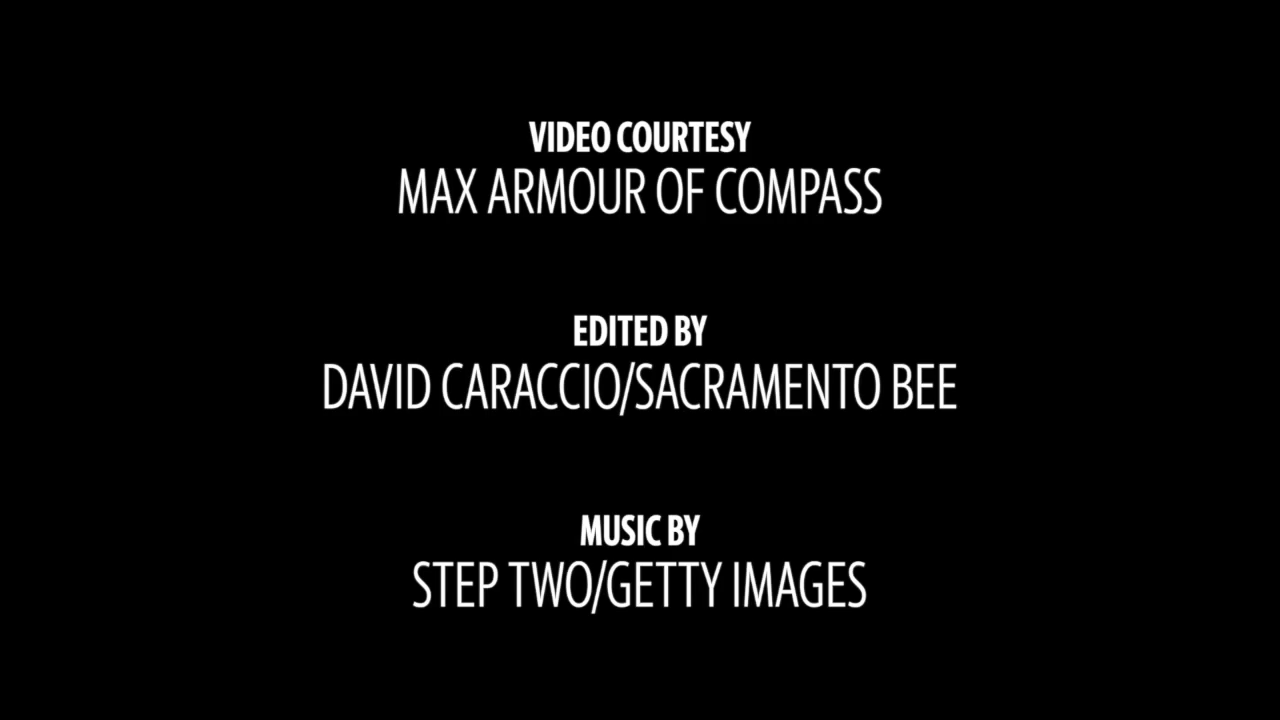 VIDEO COURTESY
MAX ARMOUR OF COMPASS
EDITED BY
DAVID CARACCIO/SACRAMENTO BEE
MUSIC BY
STEP TWO/GETTY IMAGES